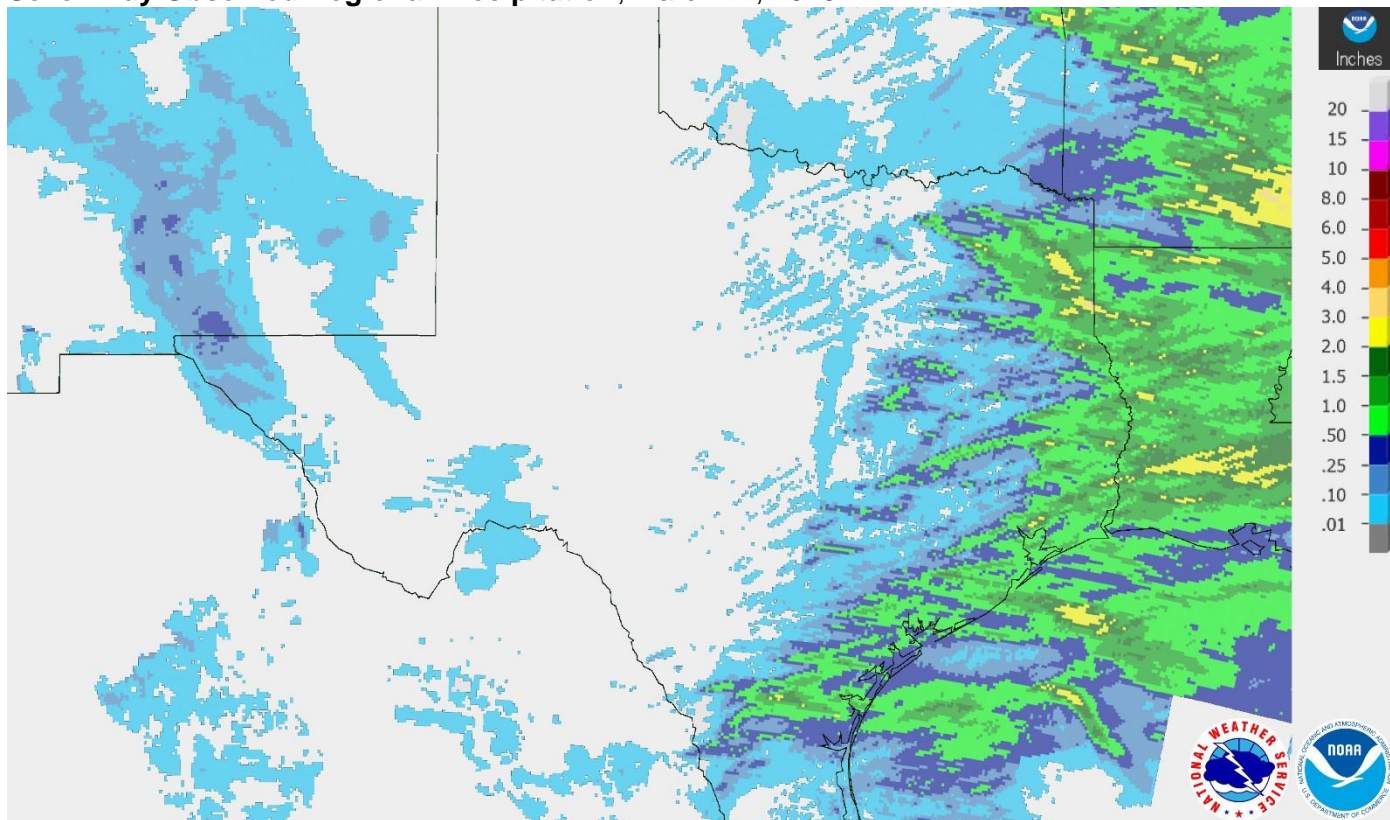 NOAA
Inches
20
15
10
8.0
6.0
5.0
4.0
3.0
2.0
1.5
1.0
.50
.25
.10
.01
NATIONAL WEATHER SERVICE
NOAA
NATIONAL OCEANIC AND ATMOSPHERIC ADMINISTRATION
U.S. DEPARTMENT OF COMMERCE